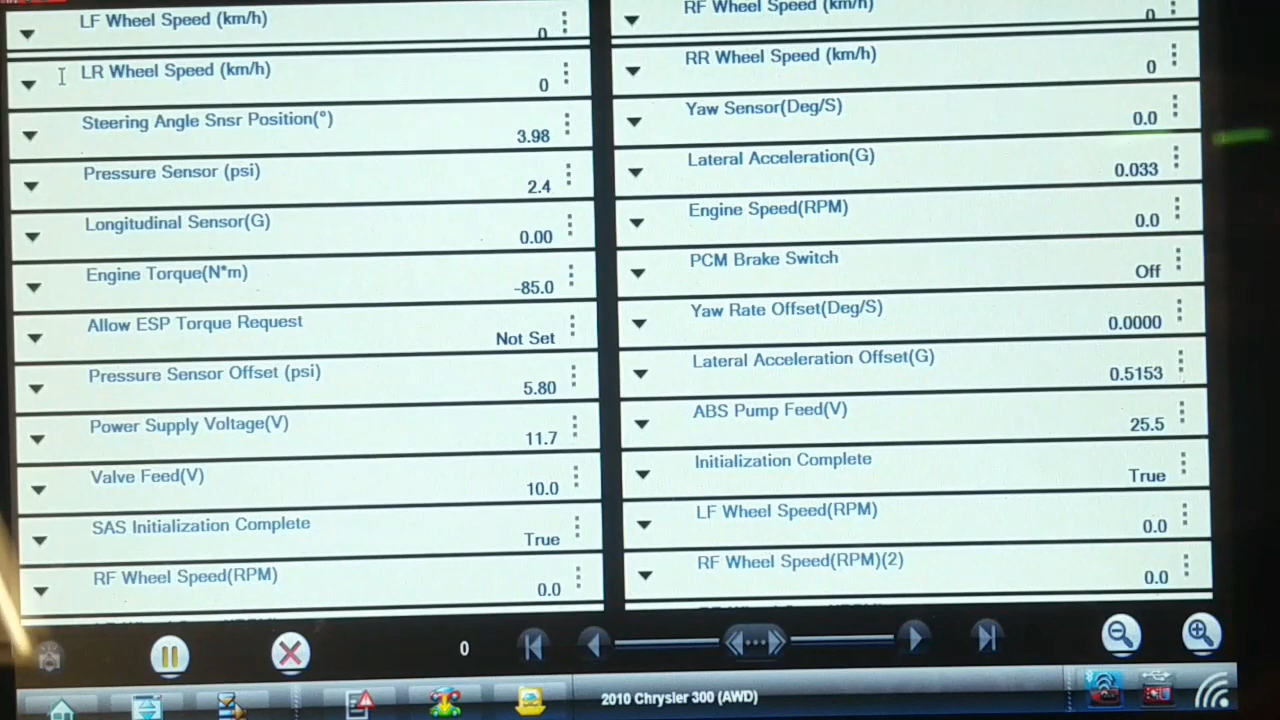 LF Wheel Speed (km/h)
0
RF Wheel Speed (km/h)
0
LR Wheel Speed (km/h)
0
RR Wheel Speed (km/h)
0
Steering Angle Snsr Position(°)
3.98
Yaw Sensor(Deg/S)
0.0
Pressure Sensor (psi)
2.4
Lateral Acceleration(G)
0.033
Longitudinal Sensor(G)
0.00
Engine Speed(RPM)
0.0
Engine Torque(N*m)
-85.0
PCM Brake Switch
Off
Allow ESP Torque Request
Not Set
Yaw Rate Offset(Deg/S)
0.0000
Pressure Sensor Offset (psi)
5.80
Lateral Acceleration Offset(G)
0.5153
Power Supply Voltage(V)
11.7
ABS Pump Feed(V)
25.5
Valve Feed(V)
10.0
Initialization Complete
True
SAS Initialization Complete
True
LF Wheel Speed(RPM)
0.0
RF Wheel Speed(RPM)
0.0
RF Wheel Speed(RPM)(2)
0.0
0
2010 Chrysler 300 (AWD)